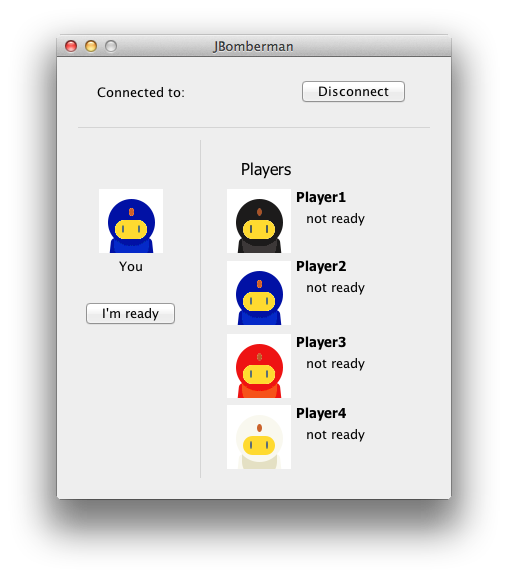 JBomberman
Connected to:
Disconnect
Players
Player1
not ready
You
Player2
not ready
I'm ready
Player3
not ready
Player4
not ready